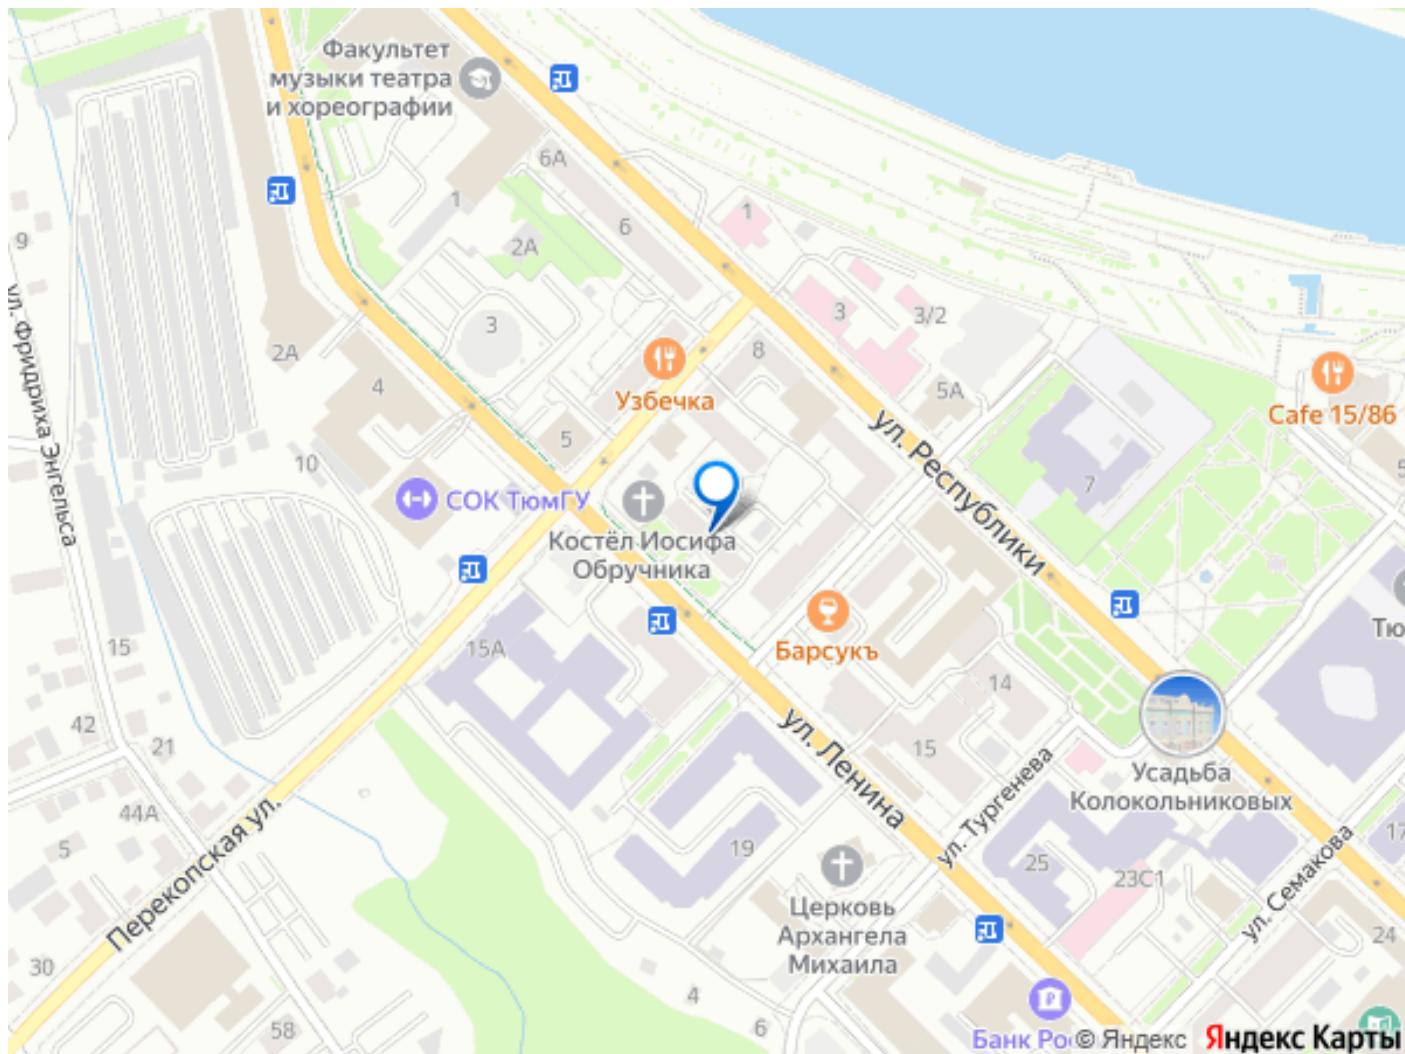 Факультет
музыки театра
и хореографии
6А
1
6
1
2А
9
3
3
3/2
8
2А
4
5А
Узбечка
Cafe 15/86
5
ул. Фридриха Энгельса
10
СОК ТюмГУ
ул. Республики
7
Костёл Иосифа
Обручника
15
15А
Барсукъ
14
42
21
ул. Ленина
15
ул. Тургенева
Усадьба
Колокольниковых
44А
5
Перекопская ул.
19
25
23С1
17
ул. Семакова
Церковь
Архангела
Михаила
24
30
4
58
6
© Яндекс
Яндекс Карты